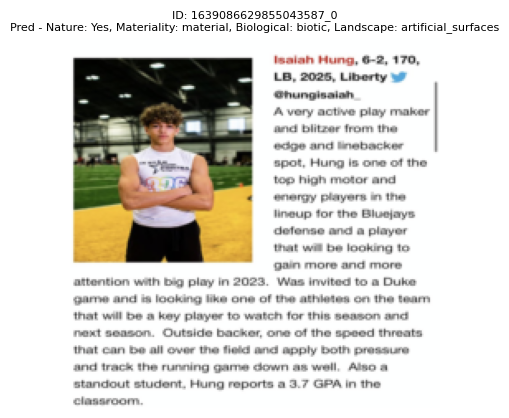 ID: 1639086629855043587_0
Pred - Nature: Yes, Materiality: material, Biological: biotic, Landscape: artificial_surfaces
Isaiah Hung, 6-2, 170,
LB, 2025, Liberty
@hungisaiah_
A very active play maker
and blitzer from the
edge and linebacker
spot, Hung is one of the
top high motor and
energy players in the
lineup for the Bluejays
defense and a player
that will be looking to
gain more and more
attention with big play in 2023.  Was invited to a Duke
game and is looking like one of the athletes on the team
that will be a key player to watch for this season and
next season.  Outside backer, one of the speed threats
that can be all over the field and apply both pressure
and track the running game down as well.  Also a
standout student, Hung reports a 3.7 GPA in the
classroom.